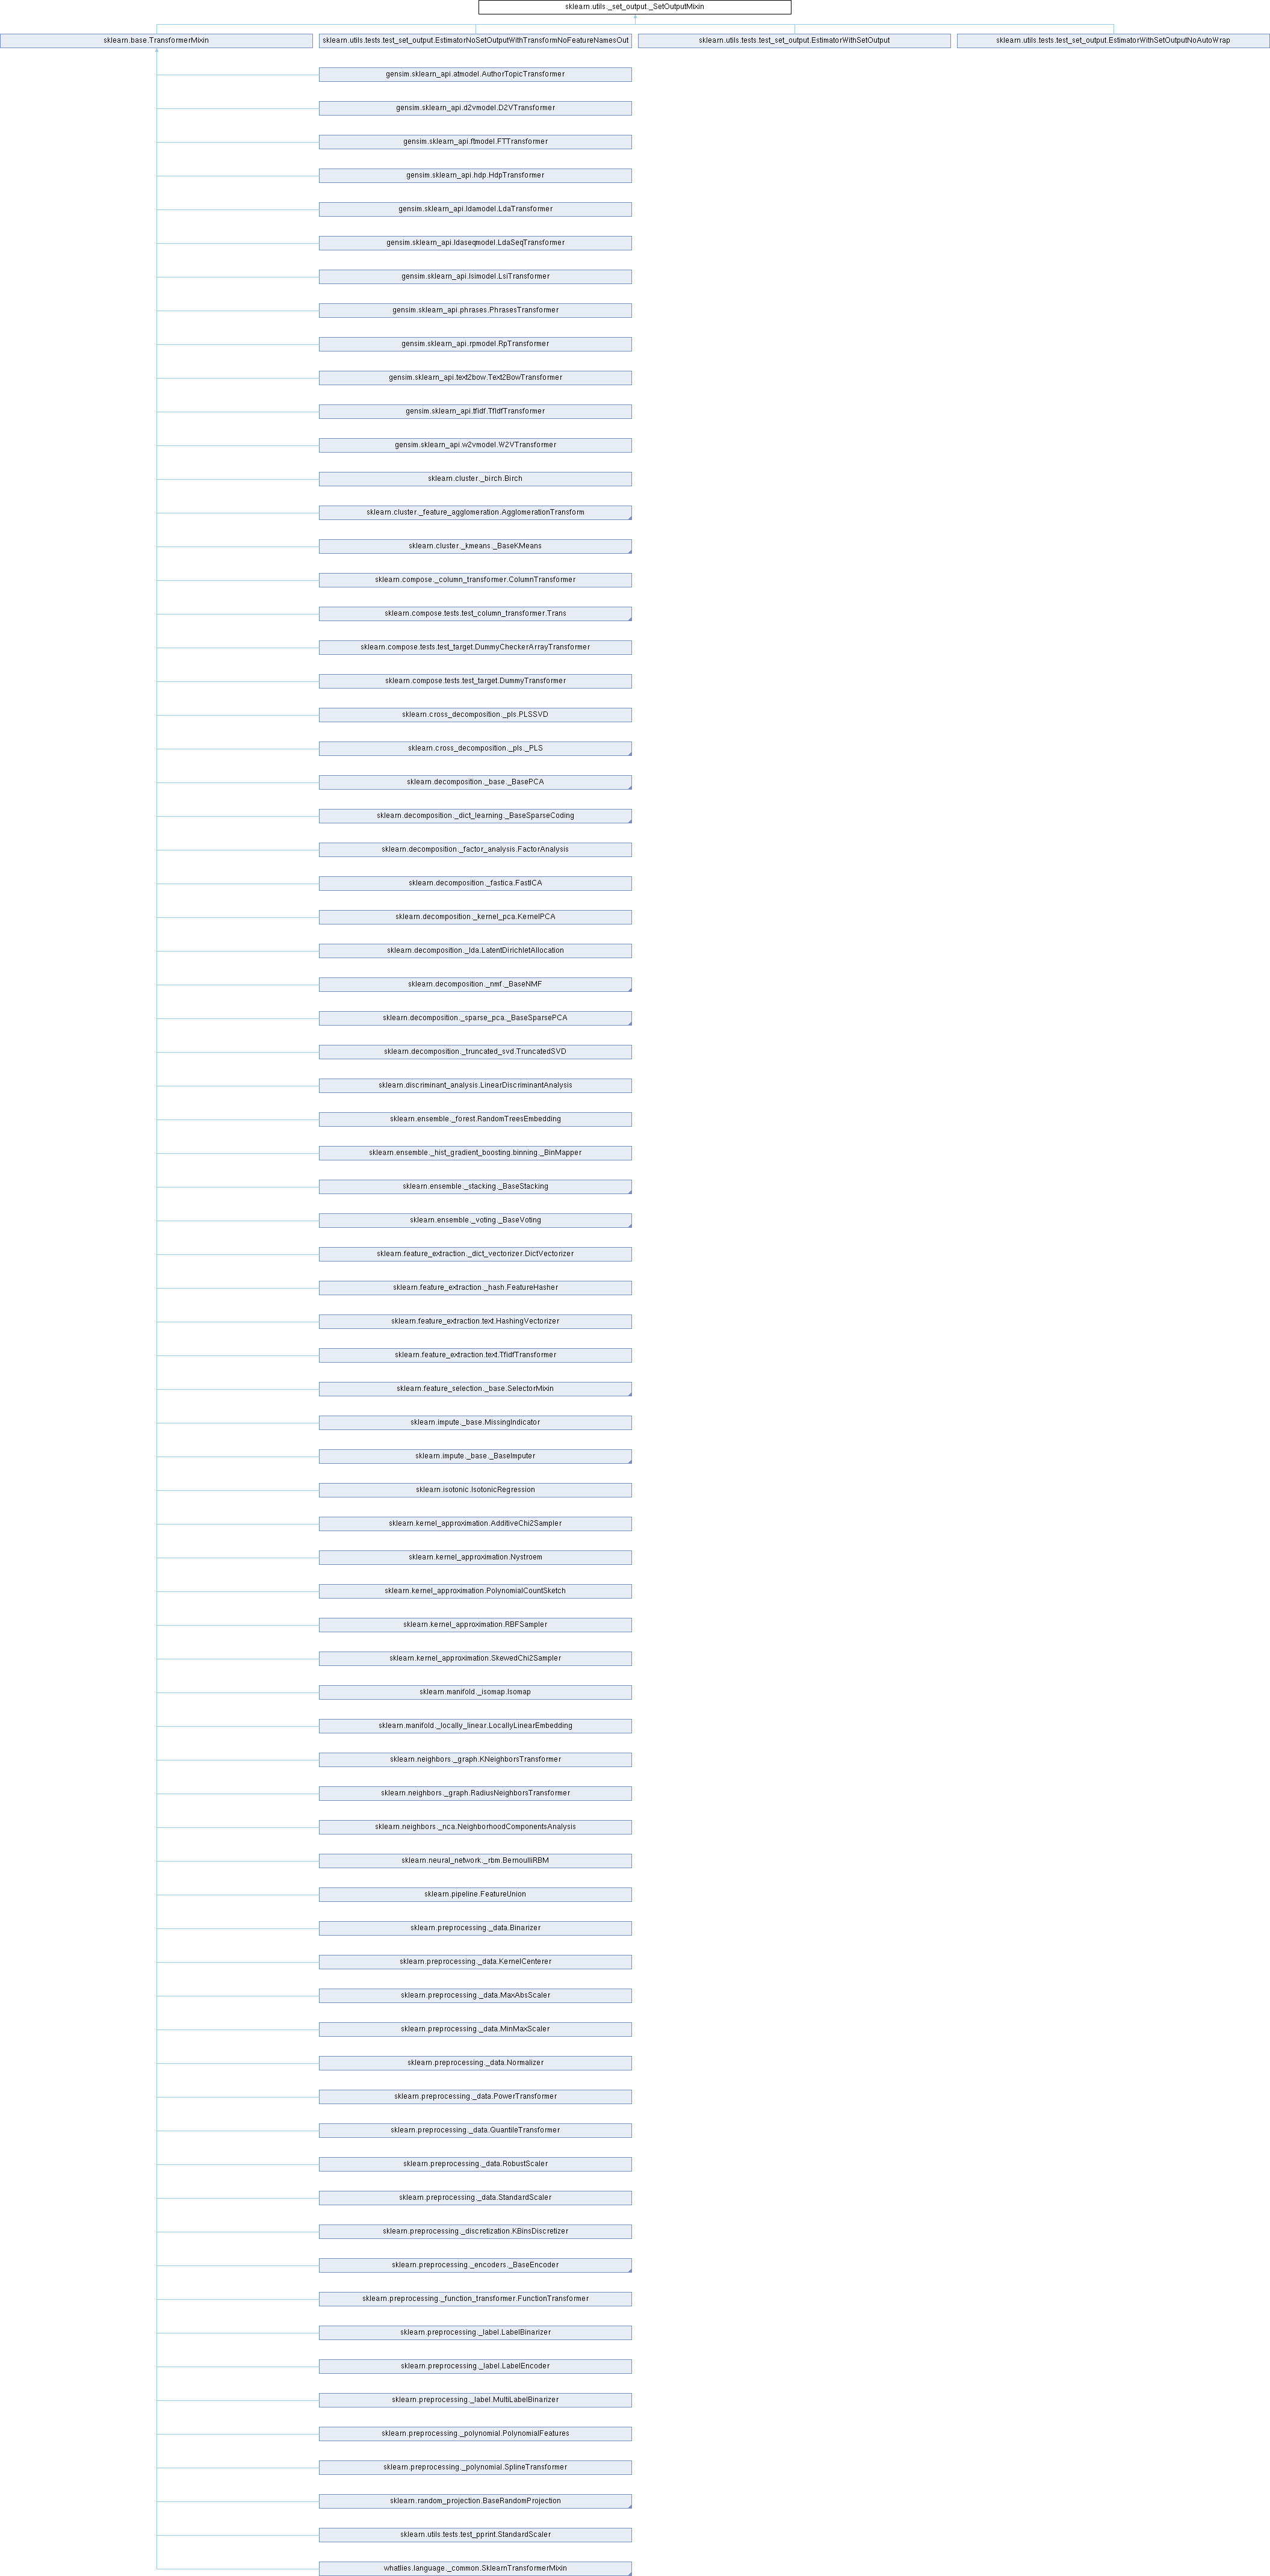 sklearn.utils._set_output._SetOutputMixin
sklearn.base.TransformerMixin
sklearn.utils.tests.test_set_output.EstimatorNoSetOutputWithTransformNoFeatureNamesOut
sklearn.utils.tests.test_set_output.EstimatorWithSetOutput
sklearn.utils.tests.test_set_output.EstimatorWithSetOutputNoAutoWrap
gensim.sklearn_api.atmodel.AuthorTopicTransformer
gensim.sklearn_api.d2vmodel.D2VTransformer
gensim.sklearn_api.ftmodel.FTTransformer
gensim.sklearn_api.hdp.HdpTransformer
gensim.sklearn_api.ldamodel.LdaTransformer
gensim.sklearn_api.ldaseqmodel.LdaSeqTransformer
gensim.sklearn_api.lsimodel.LsiTransformer
gensim.sklearn_api.phrases.PhrasesTransformer
gensim.sklearn_api.rpmodel.RpTransformer
gensim.sklearn_api.text2bow.Text2BowTransformer
gensim.sklearn_api.tfidf.TfIdfTransformer
gensim.sklearn_api.w2vmodel.W2VTransformer
sklearn.cluster._birch.Birch
sklearn.cluster._feature_agglomeration.AgglomerationTransform
sklearn.cluster._kmeans._BaseKMeans
sklearn.compose._column_transformer.ColumnTransformer
sklearn.compose.tests.test_column_transformer.Trans
sklearn.compose.tests.test_target.DummyCheckerArrayTransformer
sklearn.compose.tests.test_target.DummyTransformer
sklearn.cross_decomposition._pls.PLSSVD
sklearn.cross_decomposition._pls._PLS
sklearn.decomposition._base._BasePCA
sklearn.decomposition._dict_learning._BaseSparseCoding
sklearn.decomposition._factor_analysis.FactorAnalysis
sklearn.decomposition._fastica.FastICA
sklearn.decomposition._kernel_pca.KernelPCA
sklearn.decomposition._lda.LatentDirichletAllocation
sklearn.decomposition._nmf._BaseNMF
sklearn.decomposition._sparse_pca._BaseSparsePCA
sklearn.decomposition._truncated_svd.TruncatedSVD
sklearn.discriminant_analysis.LinearDiscriminantAnalysis
sklearn.ensemble._forest.RandomTreesEmbedding
sklearn.ensemble._hist_gradient_boosting.binning._BinMapper
sklearn.ensemble._stacking._BaseStacking
sklearn.ensemble._voting._BaseVoting
sklearn.feature_extraction._dict_vectorizer.DictVectorizer
sklearn.feature_extraction._hash.FeatureHasher
sklearn.feature_extraction.text.HashingVectorizer
sklearn.feature_extraction.text.TfidfTransformer
sklearn.feature_selection._base.SelectorMixin
sklearn.impute._base.MissingIndicator
sklearn.impute._base._BaseImputer
sklearn.isotonic.IsotonicRegression
sklearn.kernel_approximation.AdditiveChi2Sampler
sklearn.kernel_approximation.Nystroem
sklearn.kernel_approximation.PolynomialCountSketch
sklearn.kernel_approximation.RBFSampler
sklearn.kernel_approximation.SkewedChi2Sampler
sklearn.manifold._isomap.Isomap
sklearn.manifold._locally_linear.LocallyLinearEmbedding
sklearn.neighbors._graph.KNeighborsTransformer
sklearn.neighbors._graph.RadiusNeighborsTransformer
sklearn.neighbors._nca.NeighborhoodComponentsAnalysis
sklearn.neural_network._rbm.BernoulliRBM
sklearn.pipeline.FeatureUnion
sklearn.preprocessing._data.Binarizer
sklearn.preprocessing._data.KernelCenterer
sklearn.preprocessing._data.MaxAbsScaler
sklearn.preprocessing._data.MinMaxScaler
sklearn.preprocessing._data.Normalizer
sklearn.preprocessing._data.PowerTransformer
sklearn.preprocessing._data.QuantileTransformer
sklearn.preprocessing._data.RobustScaler
sklearn.preprocessing._data.StandardScaler
sklearn.preprocessing._discretization.KBinsDiscretizer
sklearn.preprocessing._encoders._BaseEncoder
sklearn.preprocessing._function_transformer.FunctionTransformer
sklearn.preprocessing._label.LabelBinarizer
sklearn.preprocessing._label.LabelEncoder
sklearn.preprocessing._label.MultiLabelBinarizer
sklearn.preprocessing._polynomial.PolynomialFeatures
sklearn.preprocessing._polynomial.SplineTransformer
sklearn.random_projection.BaseRandomProjection
sklearn.utils.tests.test_pprint.StandardScaler
whatlies.language._common.SklearnTransformerMixin